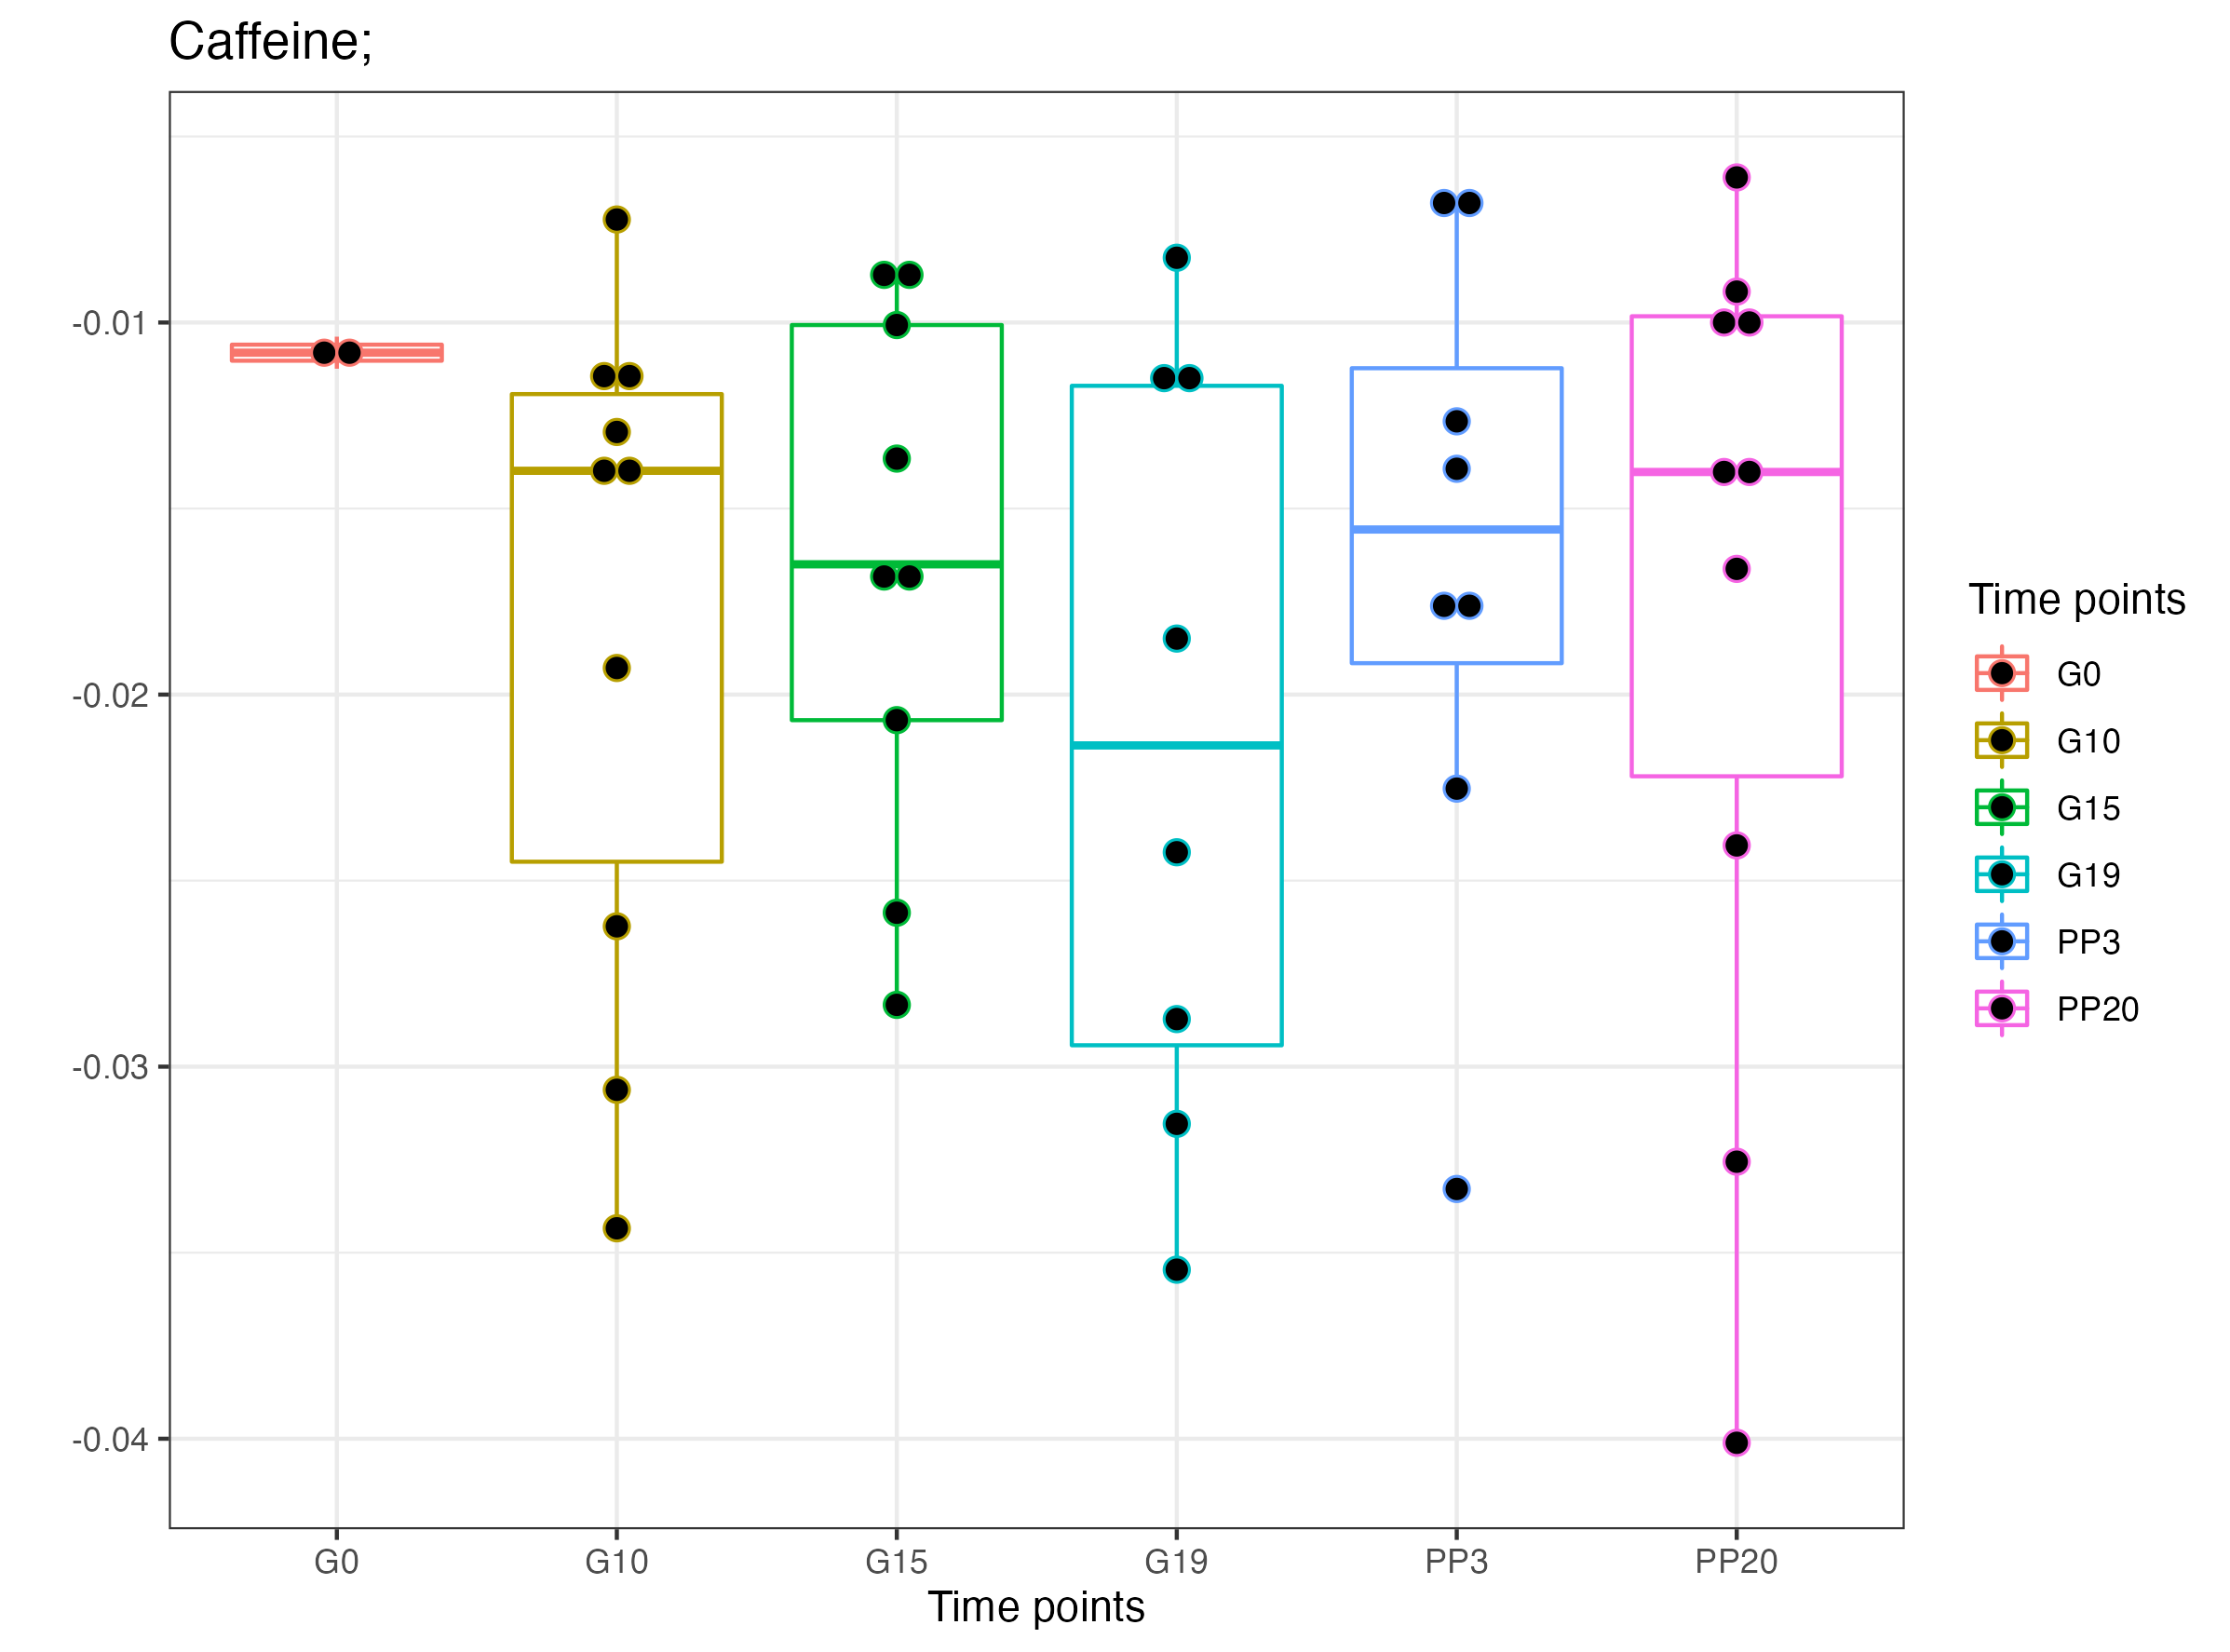 Caffeine;
-0.01
-0.02
-0.03
-0.04
G0 G10 G15 G19 PP3 PP20
Time points
Time points
G0
G10
G15
G19
PP3
PP20